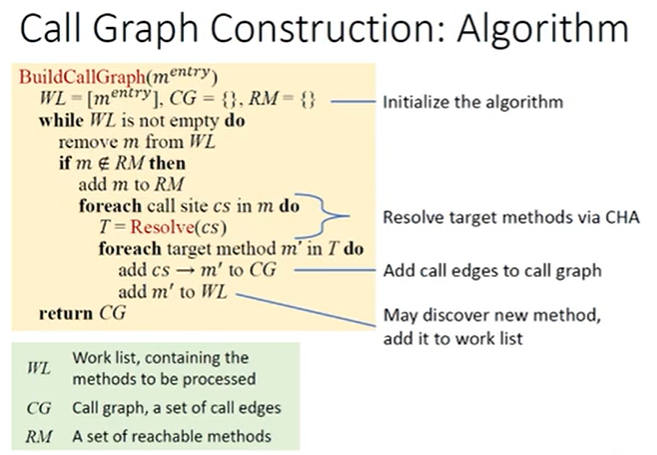 Call Graph Construction: Algorithm
BuildCallGraph(m^entry)
WL = [m^entry], CG = {}, RM = {}
Initialize the algorithm
while WL is not empty do
remove m from WL
if m ∉ RM then
add m to RM
foreach call site cs in m do
T = Resolve(cs)
Resolve target methods via CHA
foreach target method m′ in T do
add cs → m′ to CG
Add call edges to call graph
add m′ to WL
May discover new method,
add it to work list
return CG
WL Work list, containing the
methods to be processed
CG Call graph, a set of call edges
RM A set of reachable methods